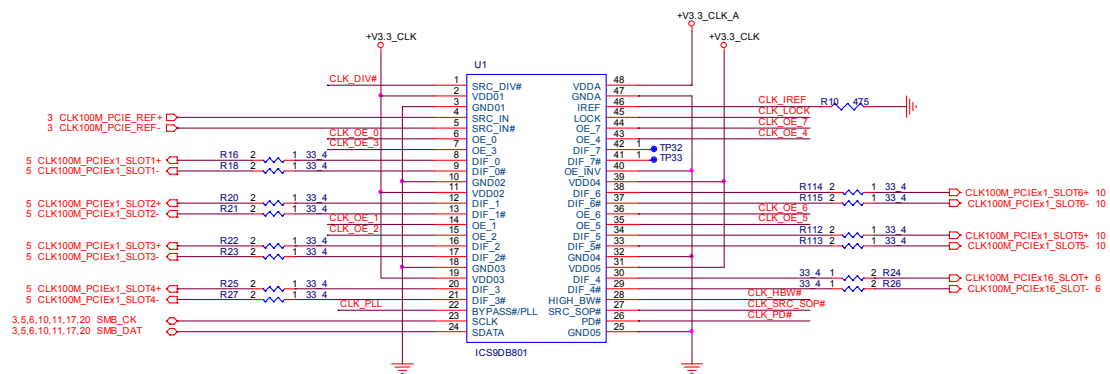 +V3.3_CLK_A
+V3.3_CLK
+V3.3_CLK
U1
CLK_DIV# 1 SRC_DIV# VDDA 48
2 VDD01 GNDA 47
3 GND01 IREF 46 CLK_IREF R10 475
3 CLK100M_PCIE_REF+ 4 SRC_IN LOCK 45 CLK_LOCK
3 CLK100M_PCIE_REF- 5 SRC_IN# OE_7 44 CLK_OE_7
CLK_OE_0 6 OE_0 OE_4 43 CLK_OE_4
CLK_OE_3 7 OE_3 DIF_7 42 1 TP32
5 CLK100M_PCIEx1_SLOT1+ R16 2 1 33_4 8 DIF_0 DIF_7# 41 1 TP33
5 CLK100M_PCIEx1_SLOT1- R18 2 1 33_4 9 DIF_0# OE_INV 40
10 GND02 VDD04 39
11 VDD02 DIF_6 38 R114 2 1 33_4 CLK100M_PCIEx1_SLOT6+ 10
5 CLK100M_PCIEx1_SLOT2+ R20 2 1 33_4 12 DIF_1 DIF_6# 37 R115 2 1 33_4 CLK100M_PCIEx1_SLOT6- 10
5 CLK100M_PCIEx1_SLOT2- R21 2 1 33_4 13 DIF_1# OE_6 36 CLK_OE_6
CLK_OE_1 14 OE_1 OE_5 35 CLK_OE_5
CLK_OE_2 15 OE_2 DIF_5 34 R112 2 1 33_4 CLK100M_PCIEx1_SLOT5+ 10
5 CLK100M_PCIEx1_SLOT3+ R22 2 1 33_4 16 DIF_2 DIF_5# 33 R113 2 1 33_4 CLK100M_PCIEx1_SLOT5- 10
5 CLK100M_PCIEx1_SLOT3- R23 2 1 33_4 17 DIF_2# GND04 32
18 GND03 VDD05 31
19 VDD03 DIF_4 30 33_4 1 2 R24 CLK100M_PCIEx16_SLOT+ 6
5 CLK100M_PCIEx1_SLOT4+ R25 2 1 33_4 20 DIF_3 DIF_4# 29 33_4 1 2 R26 CLK100M_PCIEx16_SLOT- 6
5 CLK100M_PCIEx1_SLOT4- R27 2 1 33_4 21 DIF_3# HIGH_BW# 28 CLK_HBW#
CLK_PLL 22 BYPASS#/PLL SRC_SOP# 27 CLK_SRC_SOP#
3,5,6,10,11,17,20 SMB_CK 23 SCLK PD# 26 CLK_PD#
3,5,6,10,11,17,20 SMB_DAT 24 SDATA GND05 25
ICS9DB801